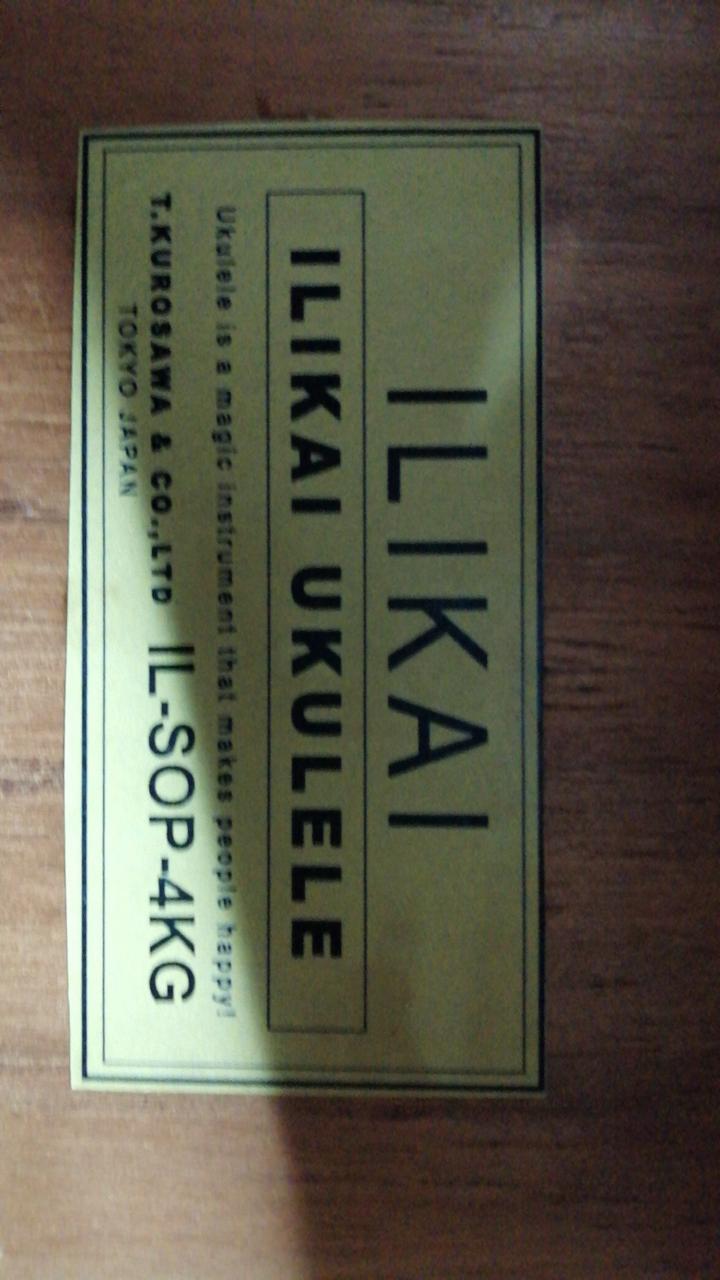 ILIKAI
ILIKAI UKULELE
Ukulele is a magic instrument that makes people happy!
T.KUROSAWA & CO.,LTD IL-SOP-4KG
TOKYO JAPAN